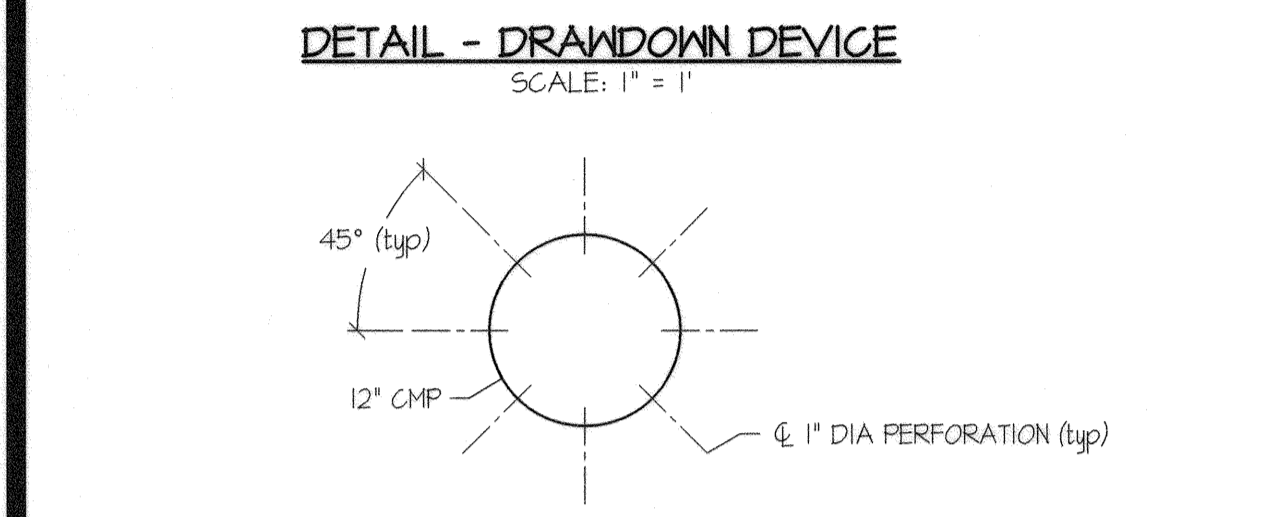 DETAIL - DRAWDOWN DEVICE
SCALE: 1" = 1'
45° (typ)
12" CMP
℄ 1" DIA PERFORATION (typ)